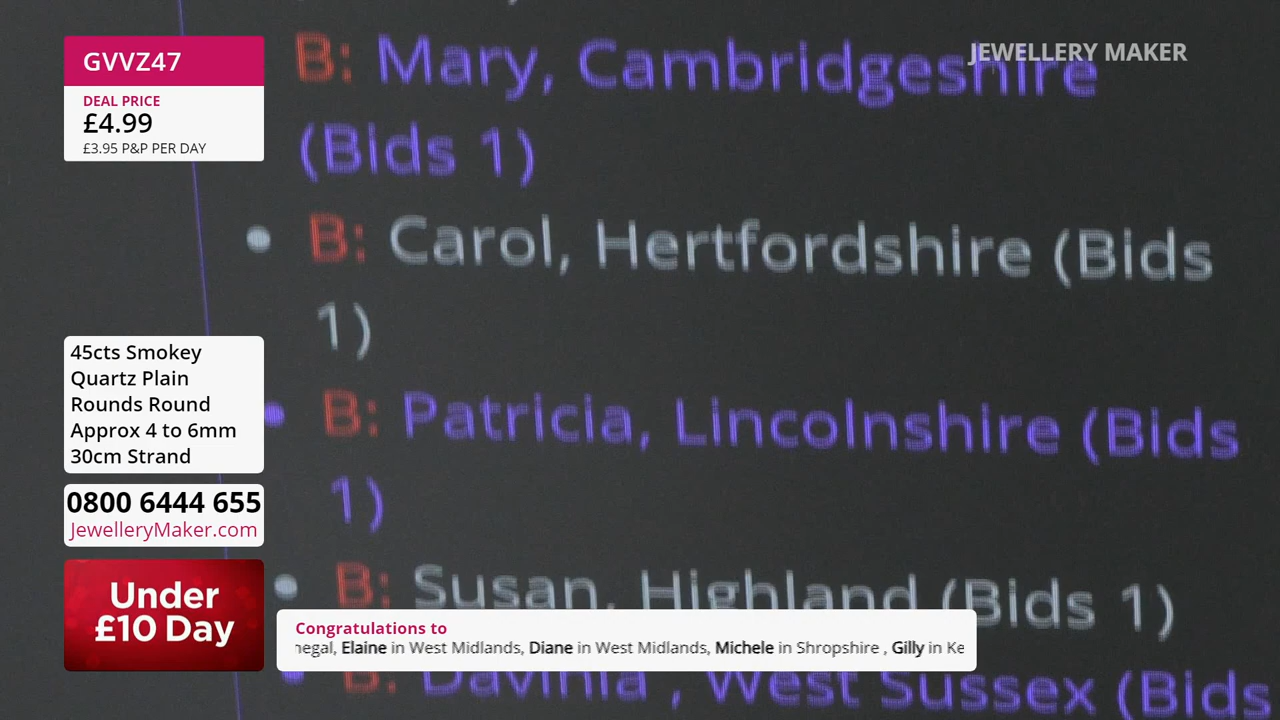 GVVZ47
DEAL PRICE
£4.99
£3.95 P&P PER DAY
JEWELLERY MAKER
B: Mary, Cambridgeshire
(Bids 1)
• B: Carol, Hertfordshire (Bids
1)
• B: Patricia, Lincolnshire (Bids
1)
• B: Susan, Highland (Bids 1)
• B: Davinia , West Sussex (Bids
45cts Smokey
Quartz Plain
Rounds Round
Approx 4 to 6mm
30cm Strand
0800 6444 655
JewelleryMaker.com
Under
£10 Day
Congratulations to
negal, Elaine in West Midlands, Diane in West Midlands, Michele in Shropshire , Gilly in Ke